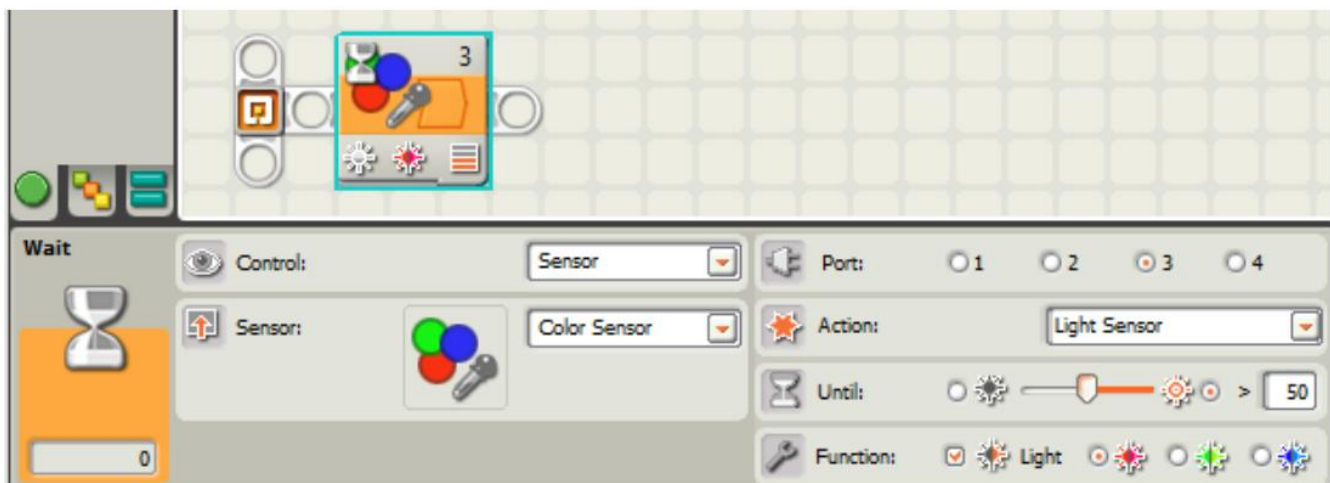 3
Wait
Control:
Sensor
Sensor:
Color Sensor
0
Port:
1 2 3 4
Action:
Light Sensor
Until:
> 50
Function:
Light